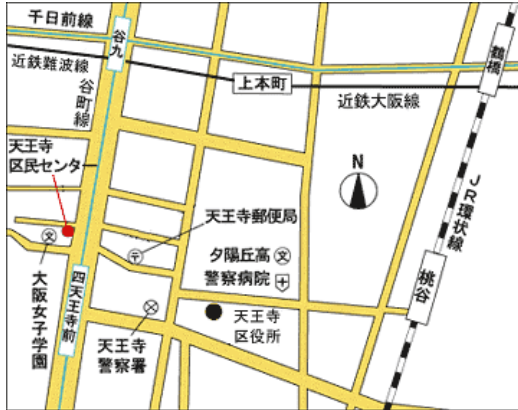 千日前線
谷九
鶴橋
近鉄難波線
上本町
近鉄大阪線
谷町線
天王寺
区民センター
N
JR環状線
天王寺郵便局
夕陽丘高
警察病院
桃谷
大阪女子学園
四天王寺前
天王寺
警察署
天王寺
区役所